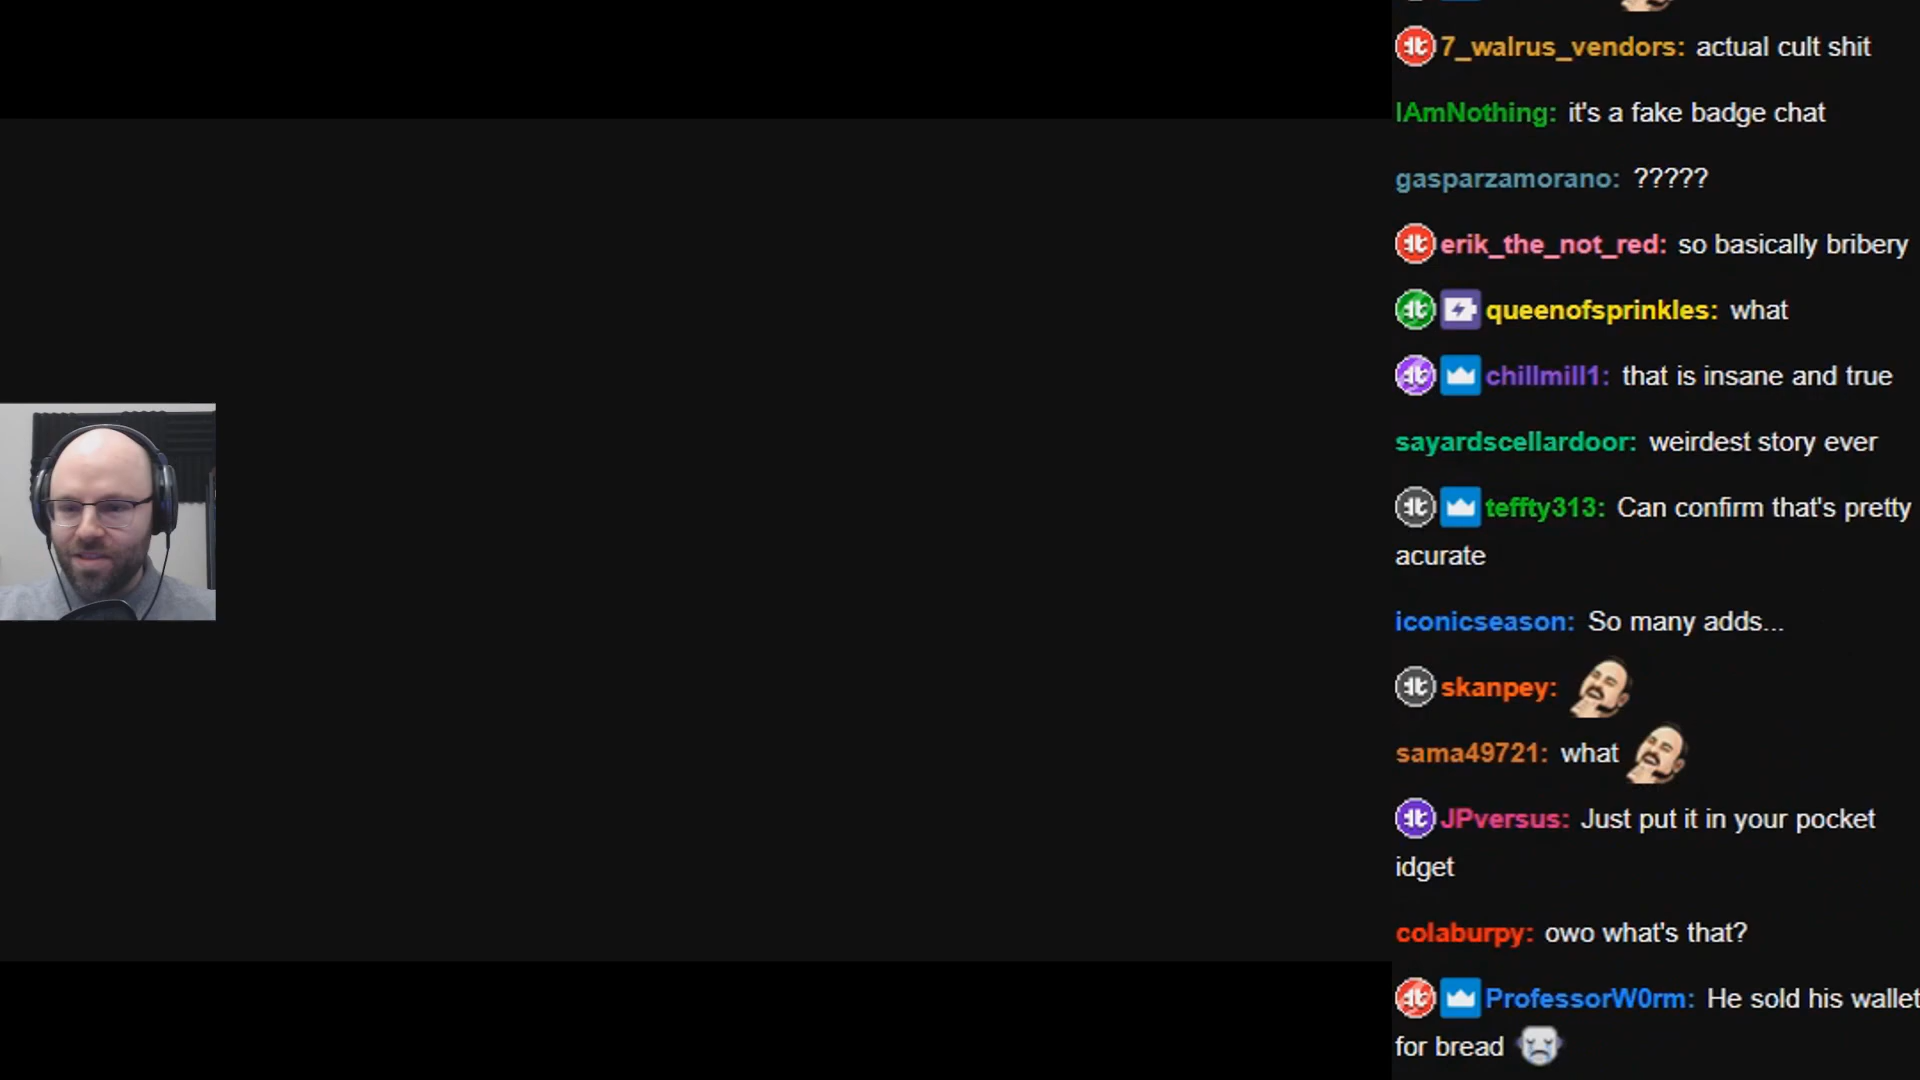 7_walrus_vendors: actual cult shit
IAmNothing: it's a fake badge chat
gasparzamorano: ?????
erik_the_not_red: so basically bribery
queenofsprinkles: what
chillmill1: that is insane and true
sayardscellardoor: weirdest story ever
teffty313: Can confirm that's pretty
acurate
iconicseason: So many adds...
skanpey:
sama49721: what
JPversus: Just put it in your pocket
idget
colaburpy: owo what's that?
ProfessorW0rm: He sold his wallet
for bread